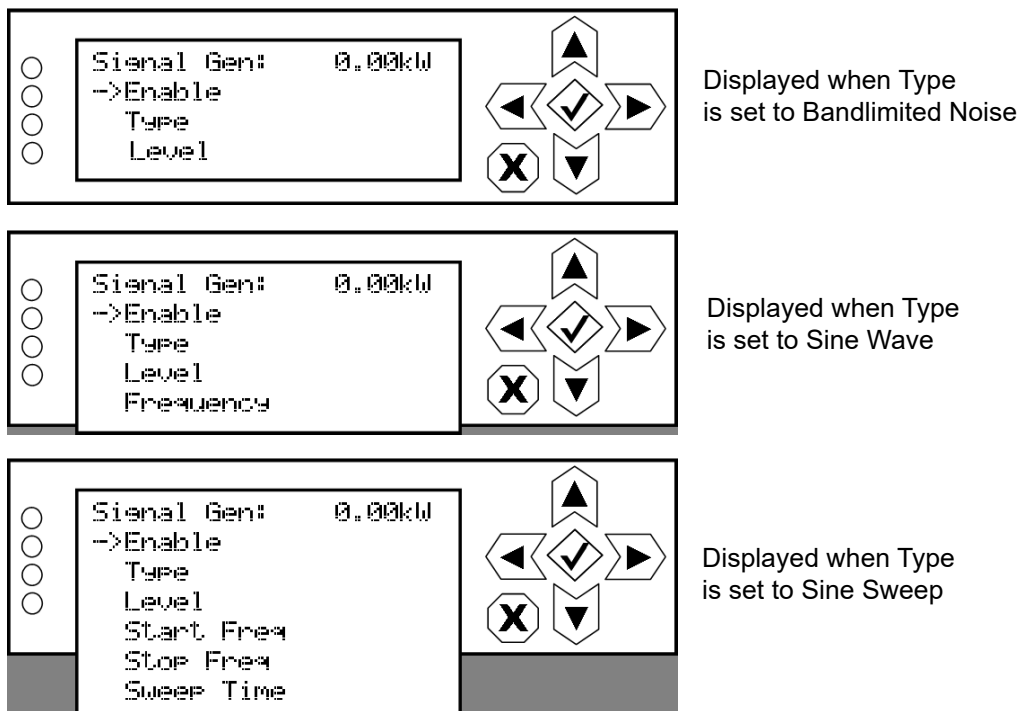 Signal Gen: 0.00kW
->Enable
Type
Level
Displayed when Type
is set to Bandlimited Noise
X
Signal Gen: 0.00kW
->Enable
Type
Level
Frequency
Displayed when Type
is set to Sine Wave
X
Signal Gen: 0.00kW
->Enable
Type
Level
Start Freq
Stop Freq
Sweep Time
Displayed when Type
is set to Sine Sweep
X